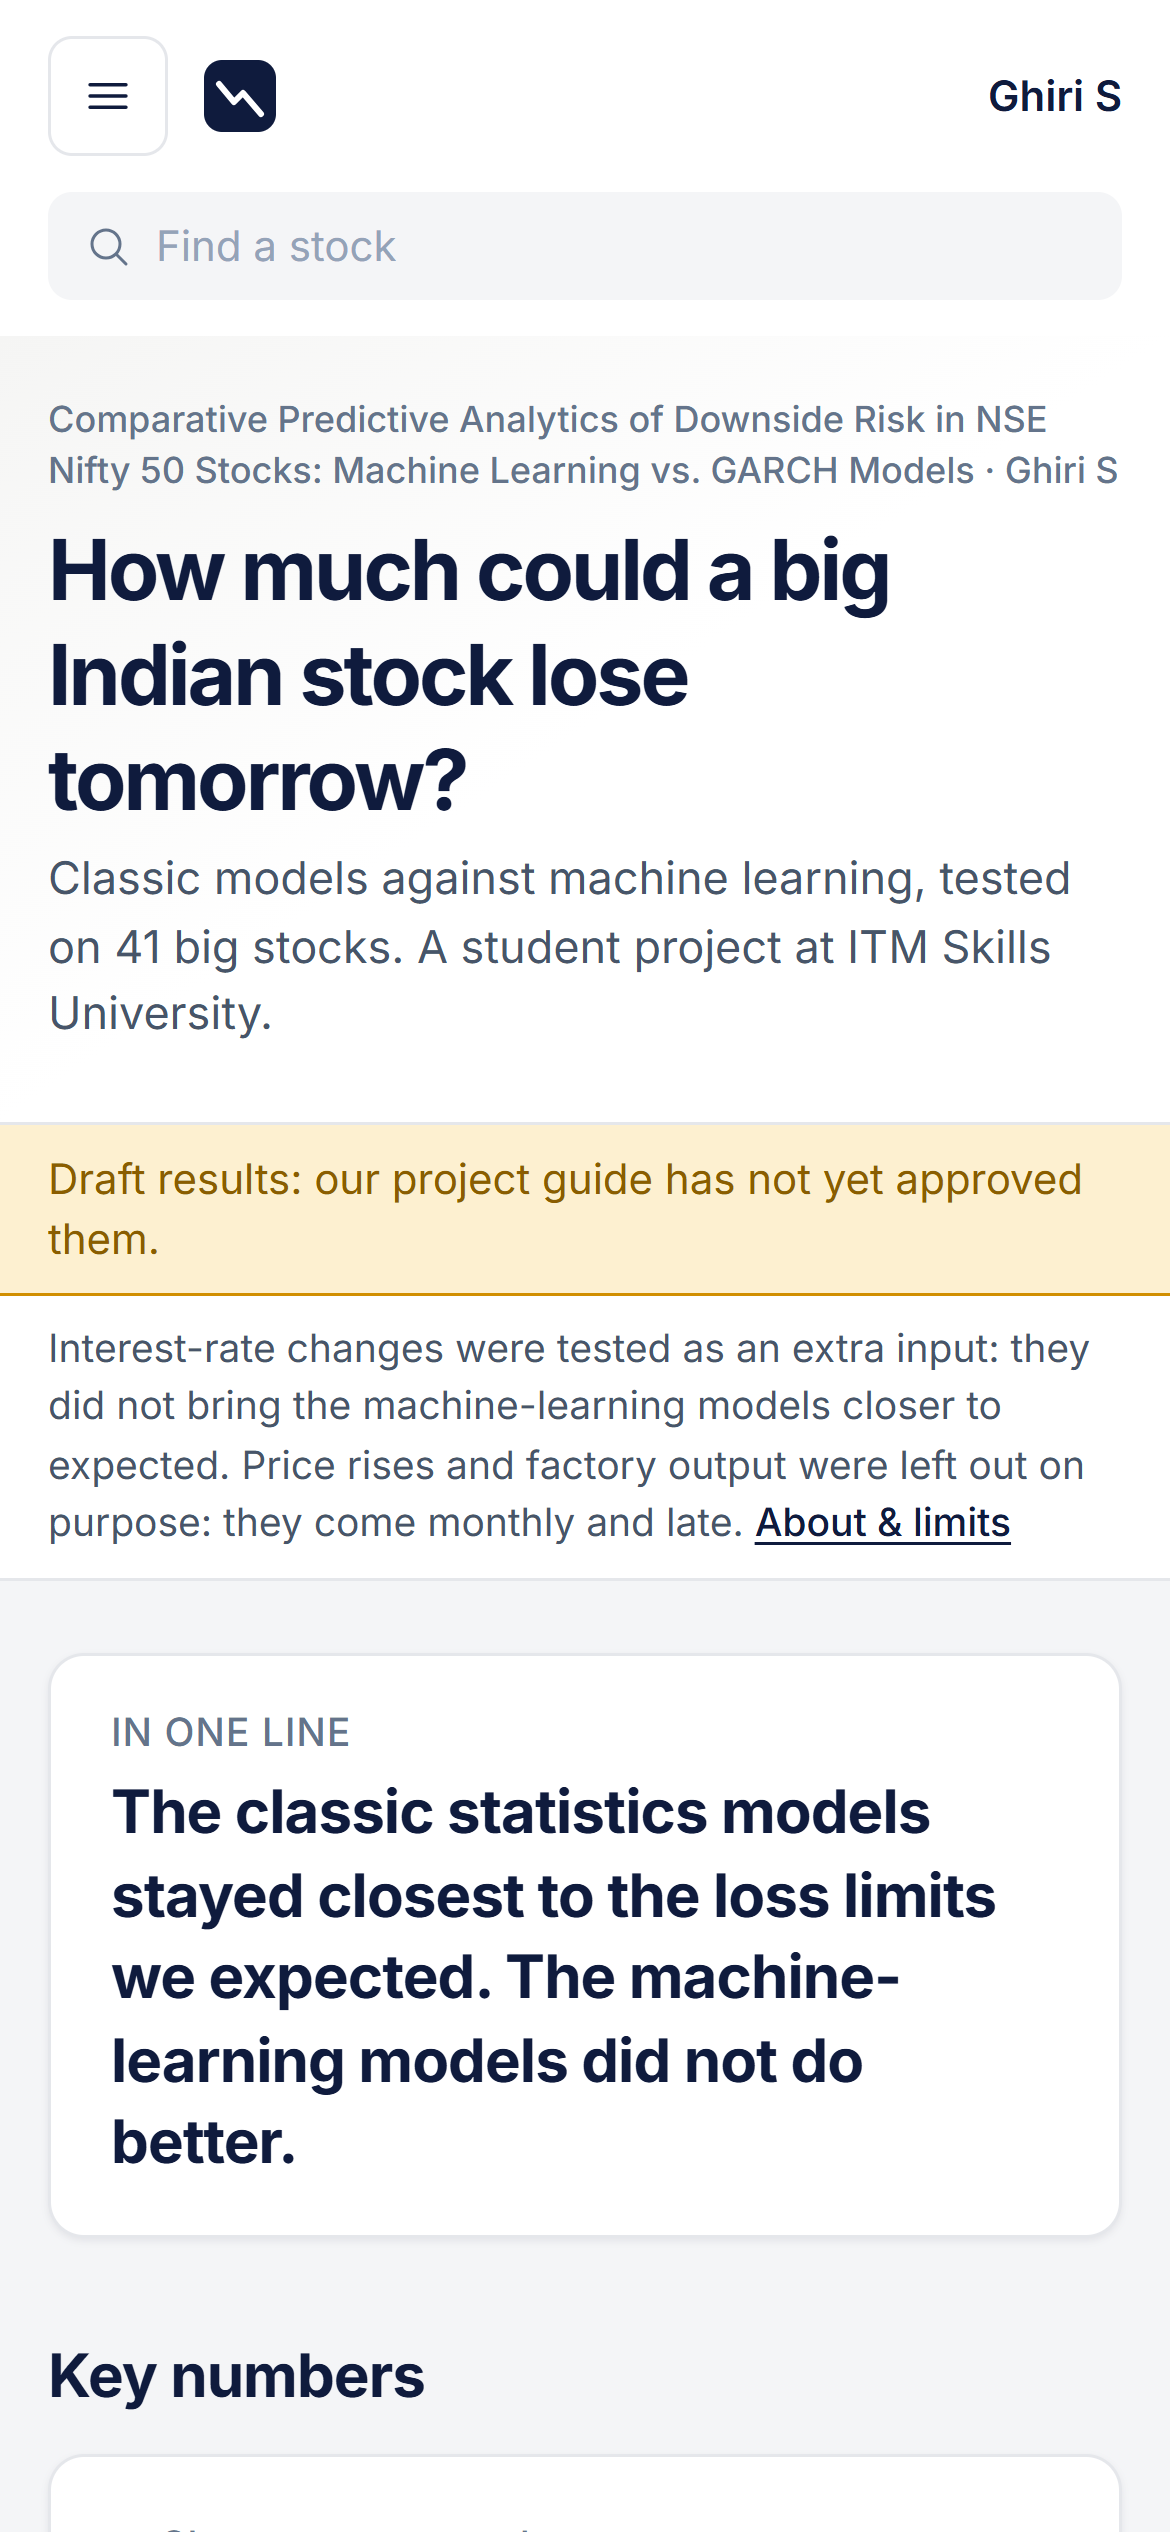 Ghiri S
Find a stock
Comparative Predictive Analytics of Downside Risk in NSE
Nifty 50 Stocks: Machine Learning vs. GARCH Models · Ghiri S
How much could a big
Indian stock lose
tomorrow?
Classic models against machine learning, tested
on 41 big stocks. A student project at ITM Skills
University.
Draft results: our project guide has not yet approved
them.
Interest-rate changes were tested as an extra input: they
did not bring the machine-learning models closer to
expected. Price rises and factory output were left out on
purpose: they come monthly and late. About & limits
IN ONE LINE
The classic statistics models
stayed closest to the loss limits
we expected. The machine-
learning models did not do
better.
Key numbers